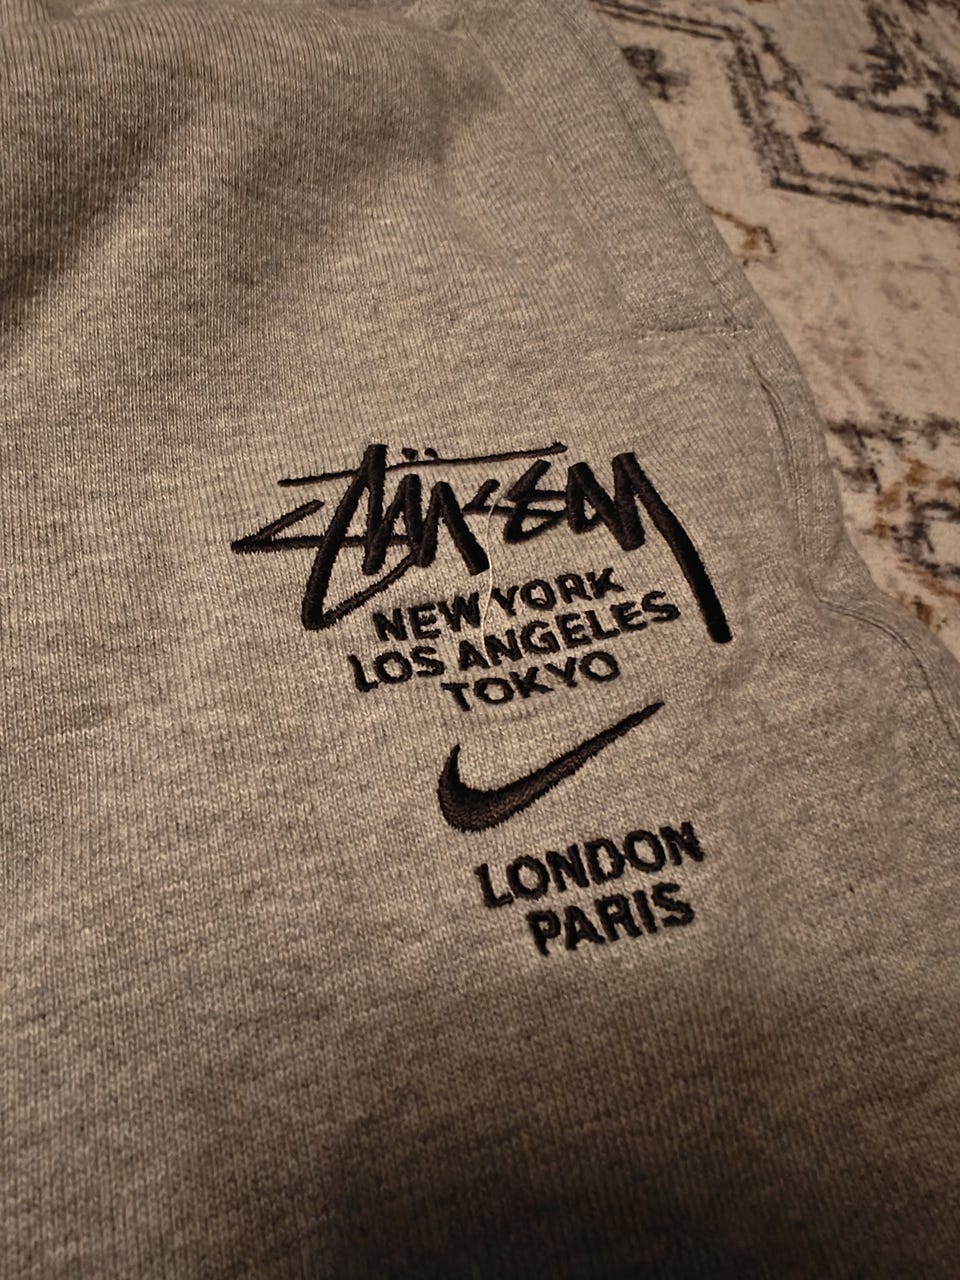 Stüssy
NEW YORK
LOS ANGELES
TOKYO
LONDON
PARIS